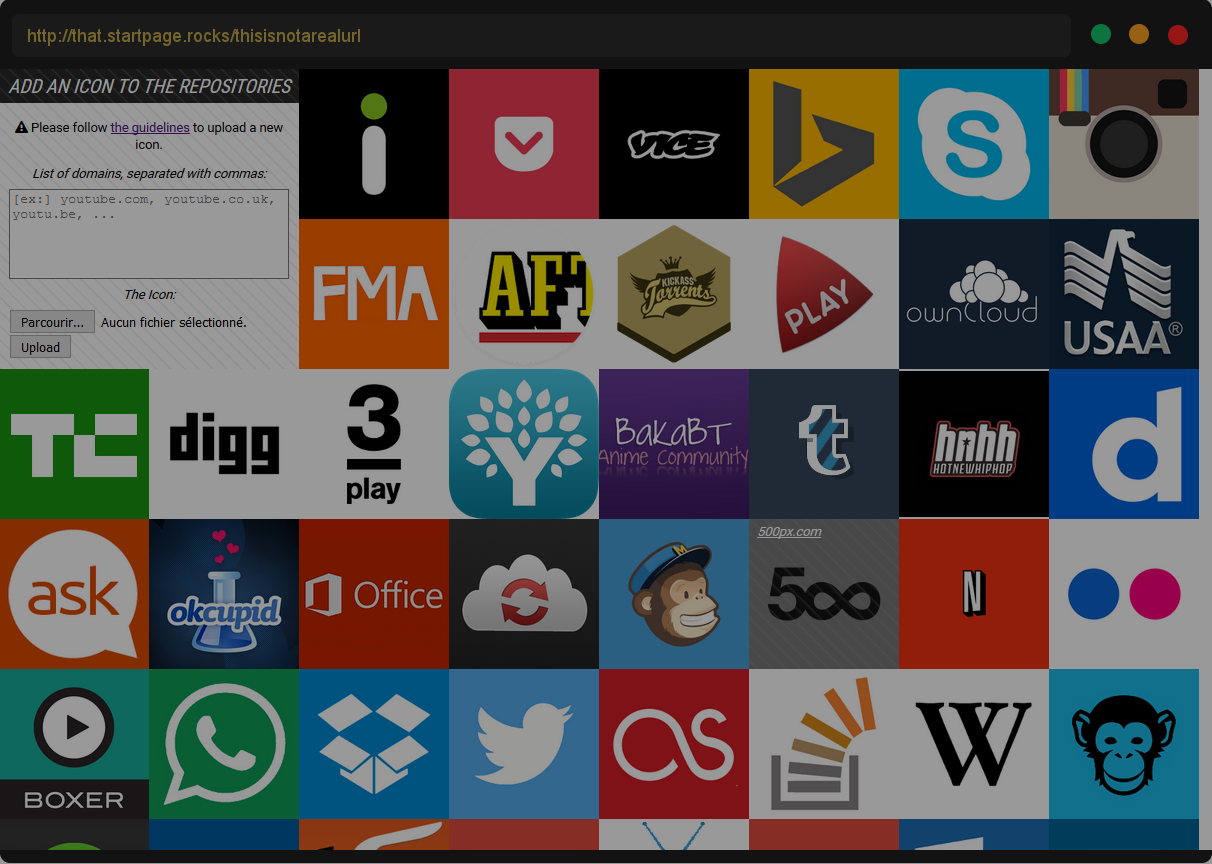 http://that.startpage.rocks/thisisnotarealurl
ADD AN ICON TO THE REPOSITORIES
Please follow the guidelines to upload a new
icon.
List of domains, separated with commas:
[ex:] youtube.com, youtube.co.uk,
youtu.be, ...
The Icon:
Parcourir... Aucun fichier sélectionné.
Upload
i
VICE
b
S
FMA
AFT
KICKASS
Torrents
PLAY
ownCloud
USAA®
TC
digg
3
play
Y
BakaBT
Anime Community
t
hnhh
HOTNEWHIPHOP
d
ask
okcupid
Office
M
500px.com
500
N
BOXER
W